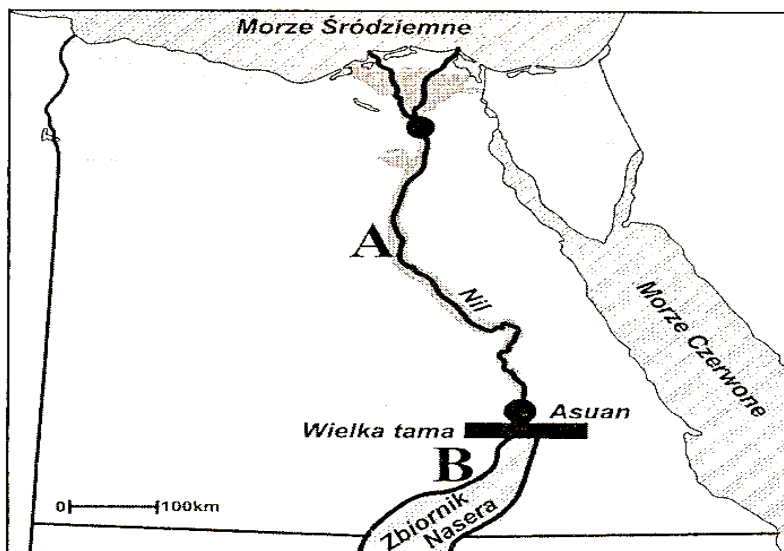 Morze Śródziemne
A
Nil
Morze Czerwone
Asuan
Wielka tama
B
Zbiornik
Nasera
0 100km